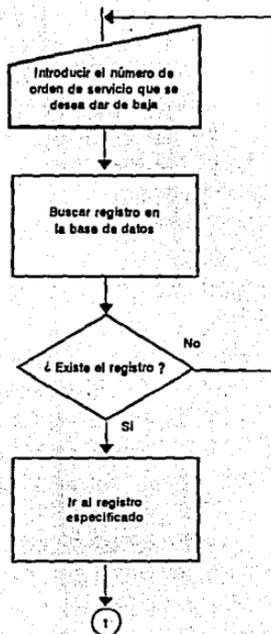 Introducir el número de
orden de servicio que se
desea dar de baja
Buscar registro en
la base de datos
¿ Existe el registro ?
No
Si
Ir al registro
especificado
1